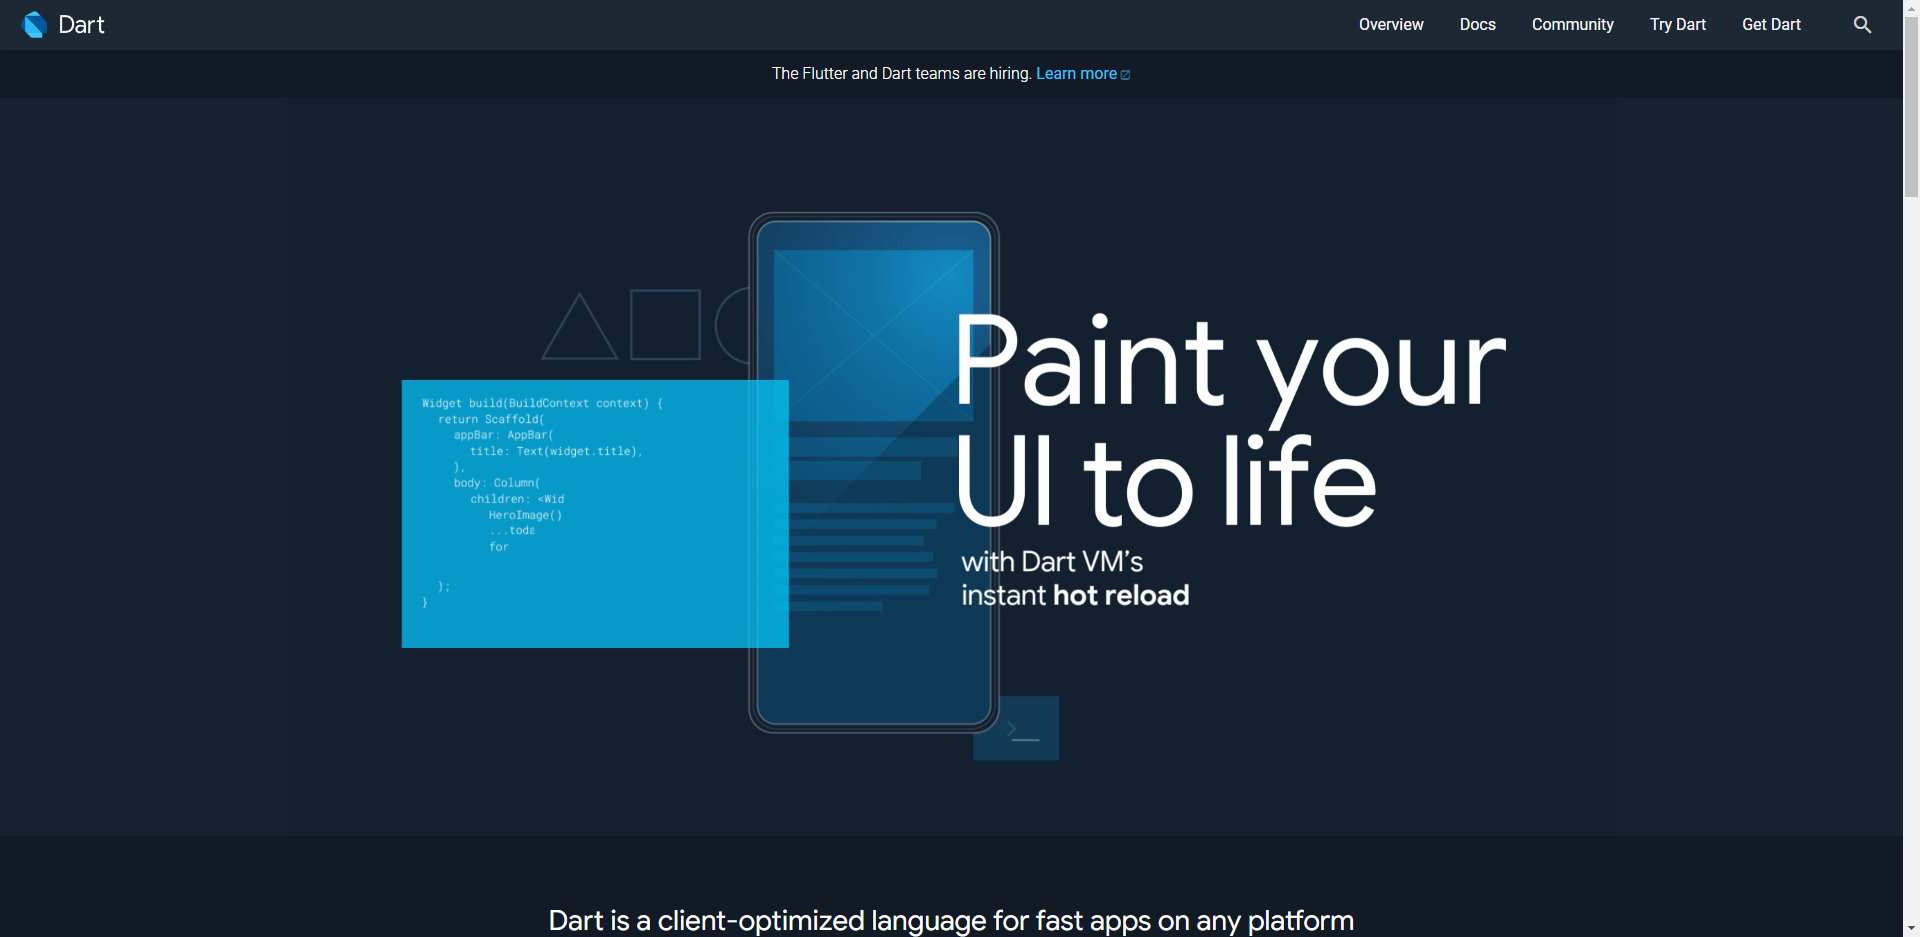 Dart
Overview Docs Community Try Dart Get Dart
The Flutter and Dart teams are hiring. Learn more
Widget build(BuildContext context) {
return Scaffold(
appBar: AppBar(
title: Text(widget.title),
),
body: Column(
children: <Wid
HeroImage()
...toda
for
);
}
Paint your
UI to life
with Dart VM’s
instant hot reload
>_
Dart is a client-optimized language for fast apps on any platform